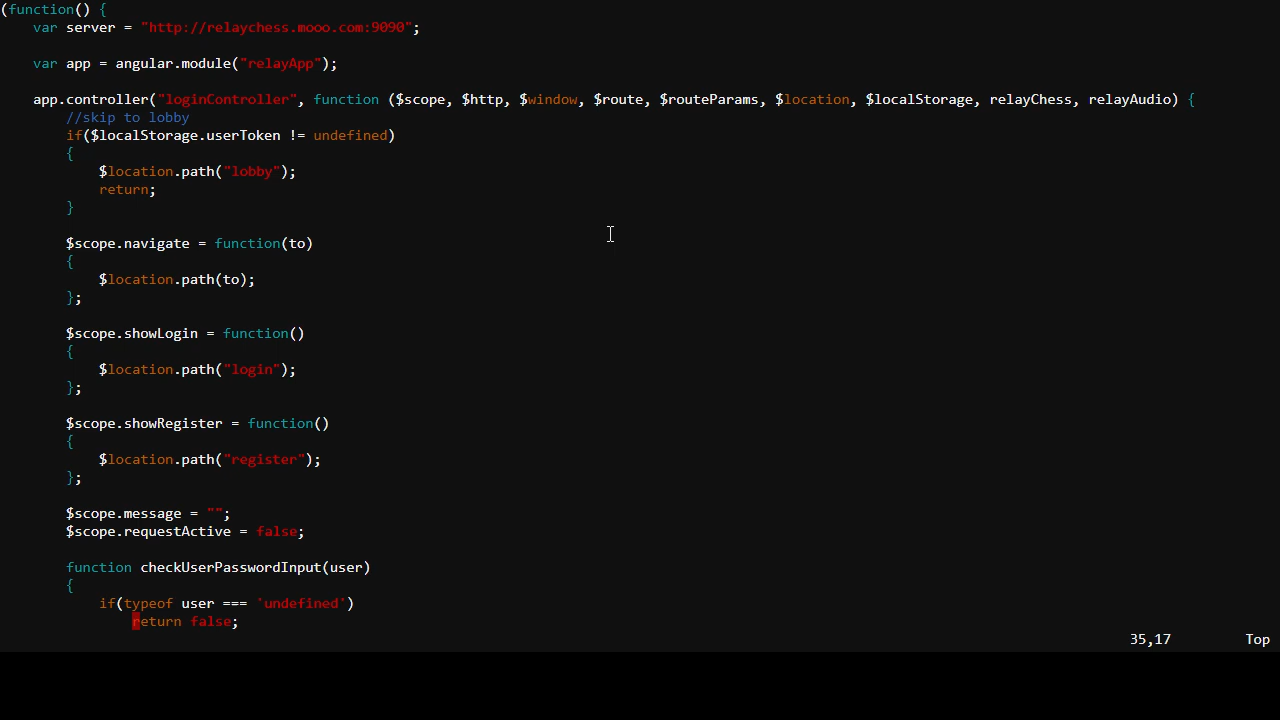 (function() {
    var server = "http://relaychess.mooo.com:9090";

    var app = angular.module("relayApp");

    app.controller("loginController", function ($scope, $http, $window, $route, $routeParams, $location, $localStorage, relayChess, relayAudio) {
        //skip to lobby
        if($localStorage.userToken != undefined)
        {
            $location.path("lobby");
            return;
        }

        $scope.navigate = function(to)
        {
            $location.path(to);
        };

        $scope.showLogin = function()
        {
            $location.path("login");
        };

        $scope.showRegister = function()
        {
            $location.path("register");
        };

        $scope.message = "";
        $scope.requestActive = false;

        function checkUserPasswordInput(user)
        {
            if(typeof user === 'undefined')
                return false;
35,17 Top